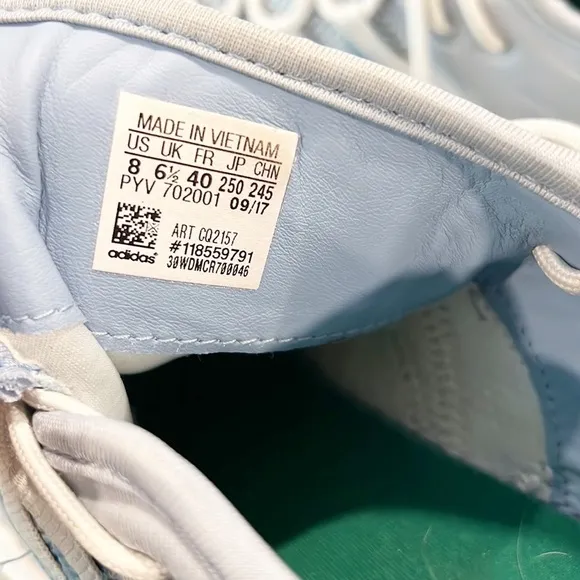 MADE IN VIETNAM
US UK FR JP CHN
8 6½ 40 250 245
PYV 702001 09/17
ART CQ2157
#118559791
30WDMCR700046
adidas